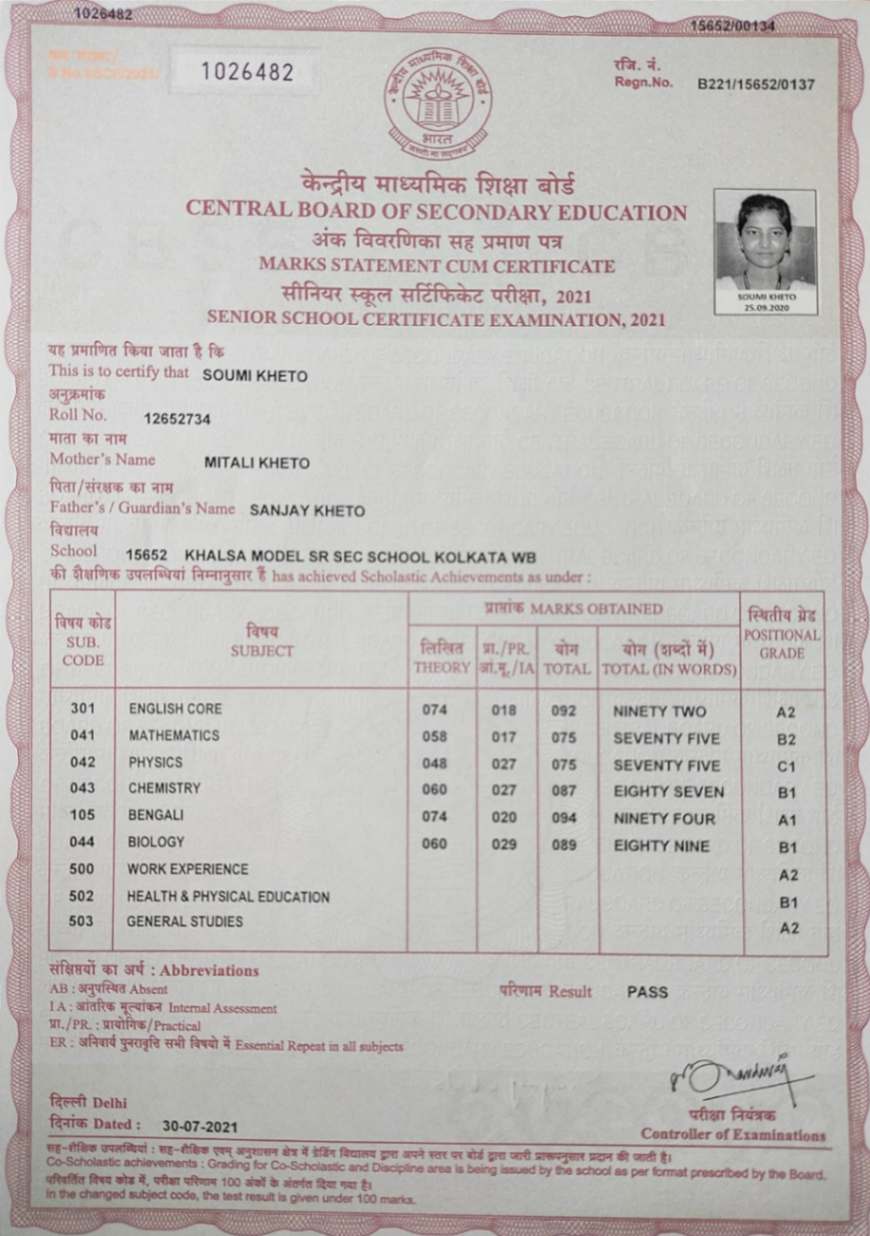 1026482
15652/00134
1026482
रजि. नं.
Regn.No. B221/15652/0137
केन्द्रीय माध्यमिक शिक्षा बोर्ड
भारत
केन्द्रीय माध्यमिक शिक्षा बोर्ड
CENTRAL BOARD OF SECONDARY EDUCATION
अंक विवरणिका सह प्रमाण पत्र
MARKS STATEMENT CUM CERTIFICATE
सीनियर स्कूल सर्टिफिकेट परीक्षा, 2021
SENIOR SCHOOL CERTIFICATE EXAMINATION, 2021
SOUMI KHETO
25.09.2020
यह प्रमाणित किया जाता है कि
This is to certify that SOUMI KHETO
अनुक्रमांक
Roll No. 12652734
माता का नाम
Mother's Name MITALI KHETO
पिता/संरक्षक का नाम
Father's / Guardian's Name SANJAY KHETO
विद्यालय
School 15652 KHALSA MODEL SR SEC SCHOOL KOLKATA WB
की शैक्षणिक उपलब्धियां निम्नानुसार हैं has achieved Scholastic Achievements as under :
विषय कोड
SUB.
CODE
विषय
SUBJECT
प्राप्तांक MARKS OBTAINED
लिखित
THEORY
प्रा./PR.
आं.मू./IA
योग
TOTAL
योग (शब्दों में)
TOTAL (IN WORDS)
स्थितीय ग्रेड
POSITIONAL
GRADE
301 ENGLISH CORE 074 018 092 NINETY TWO A2
041 MATHEMATICS 058 017 075 SEVENTY FIVE B2
042 PHYSICS 048 027 075 SEVENTY FIVE C1
043 CHEMISTRY 060 027 087 EIGHTY SEVEN B1
105 BENGALI 074 020 094 NINETY FOUR A1
044 BIOLOGY 060 029 089 EIGHTY NINE B1
500 WORK EXPERIENCE A2
502 HEALTH & PHYSICAL EDUCATION B1
503 GENERAL STUDIES A2
संक्षिप्तयों का अर्थ : Abbreviations
AB : अनुपस्थित Absent
परिणाम Result PASS
I A : आंतरिक मूल्यांकन Internal Assessment
प्रा./PR. : प्रायोगिक/Practical
ER : अनिवार्य पुनरावृत्ति सभी विषयो में Essential Repeat in all subjects
दिल्ली Delhi
दिनांक Dated : 30-07-2021
परीक्षा नियंत्रक
Controller of Examinations
सह-शैक्षिक उपलब्धियां : सह-शैक्षिक एवम् अनुशासन क्षेत्र में ग्रेडिंग विद्यालय द्वारा अपने स्तर पर बोर्ड द्वारा जारी प्रारूपनुसार प्रदान की जाती है।
Co-Scholastic achievements : Grading for Co-Scholastic and Discipline area is being issued by the school as per format prescribed by the Board.
परिवर्तित विषय कोड में, परीक्षा परिणाम 100 अंकों के अंतर्गत दिया गया है।
In the changed subject code, the test result is given under 100 marks.